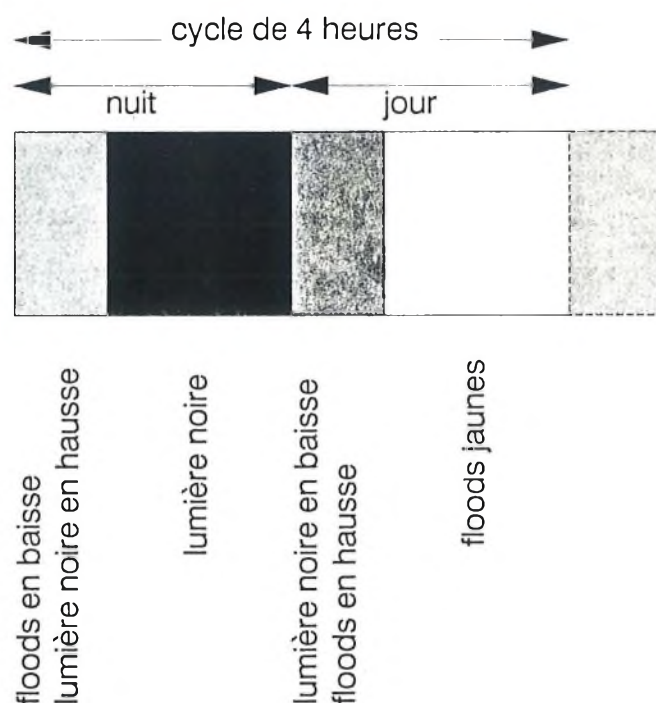 cycle de 4 heures
nuit
jour
floods en baisse
lumière noire en hausse
lumière noire
lumière noire en baisse
floods en hausse
floods jaunes